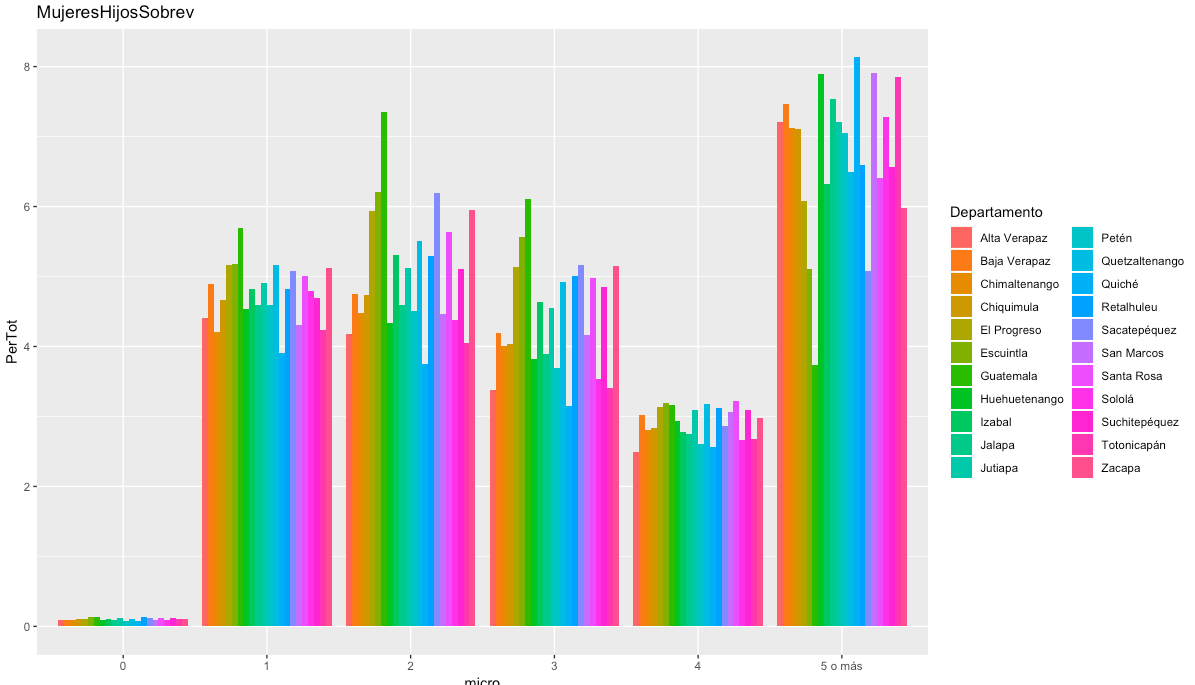 MujeresHijosSobrev
PerTot
8
6
4
2
0
0 1 2 3 4 5 o más
micro
Departamento
Alta Verapaz
Baja Verapaz
Chimaltenango
Chiquimula
El Progreso
Escuintla
Guatemala
Huehuetenango
Izabal
Jalapa
Jutiapa
Petén
Quetzaltenango
Quiché
Retalhuleu
Sacatepéquez
San Marcos
Santa Rosa
Sololá
Suchitepéquez
Totonicapán
Zacapa